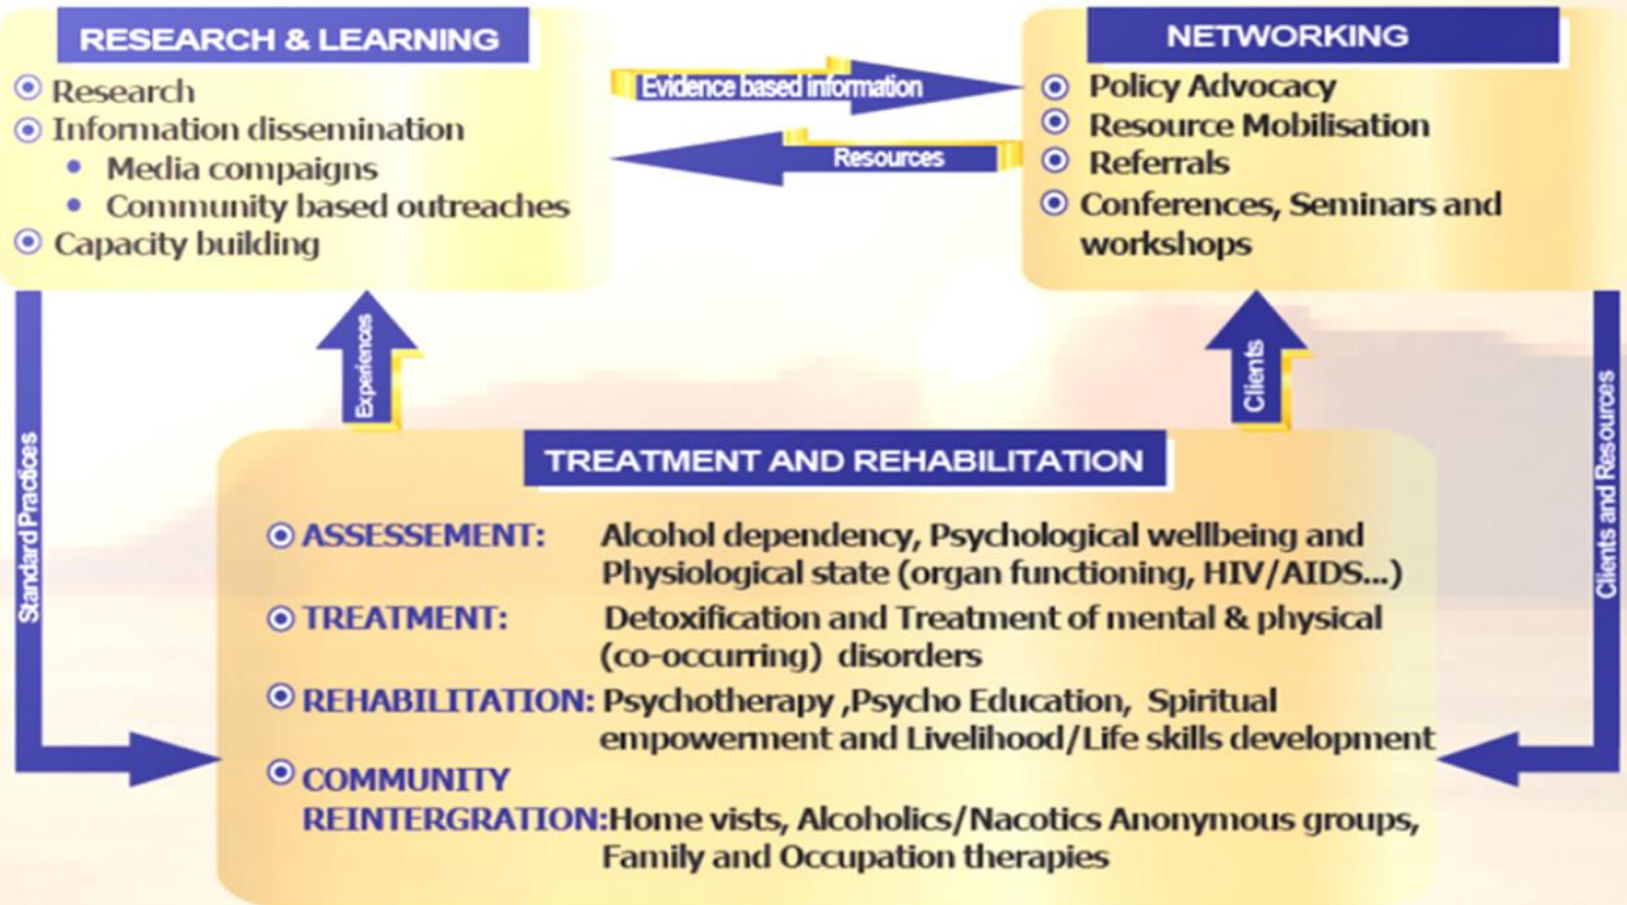 RESEARCH & LEARNING
Research
Information dissemination
Media compaigns
Community based outreaches
Capacity building
Evidence based information
Resources
NETWORKING
Policy Advocacy
Resource Mobilisation
Referrals
Conferences, Seminars and
workshops
Standard Practices
Experiences
Clients
Clients and Resources
TREATMENT AND REHABILITATION
ASSESSEMENT: Alcohol dependency, Psychological wellbeing and
Physiological state (organ functioning, HIV/AIDS...)
TREATMENT: Detoxification and Treatment of mental & physical
(co-occurring) disorders
REHABILITATION: Psychotherapy ,Psycho Education, Spiritual
empowerment and Livelihood/Life skills development
COMMUNITY
REINTERGRATION:Home vists, Alcoholics/Nacotics Anonymous groups,
Family and Occupation therapies